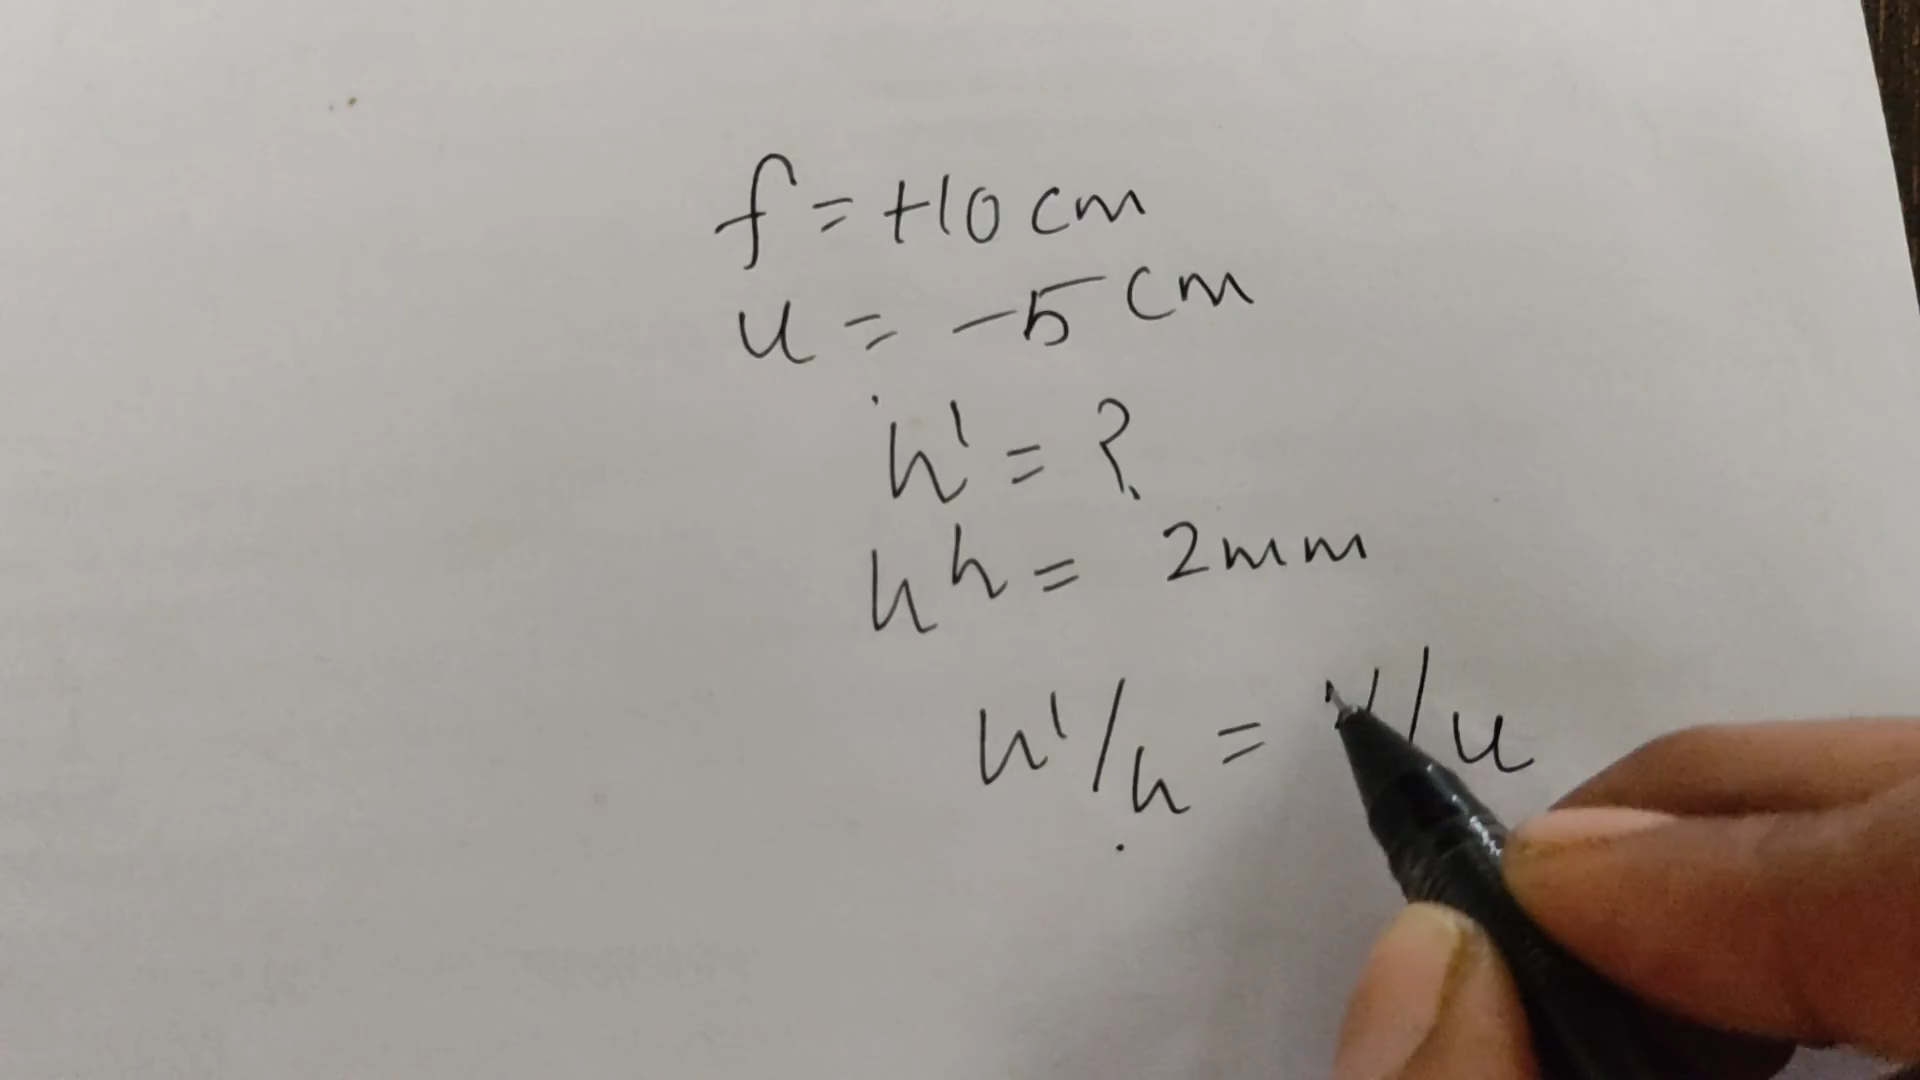 f = +10 cm
u = -5 cm
h' = ?
h h = 2mm
h'/h = v/u